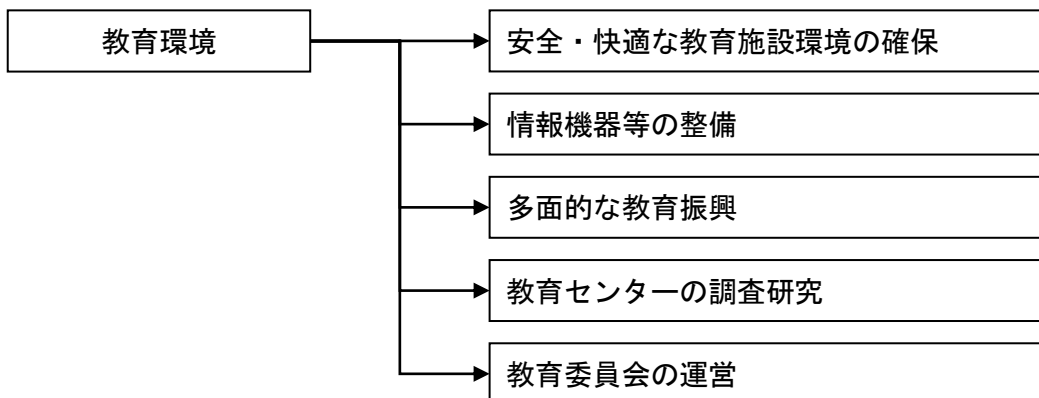 教育環境
安全・快適な教育施設環境の確保
情報機器等の整備
多面的な教育振興
教育センターの調査研究
教育委員会の運営